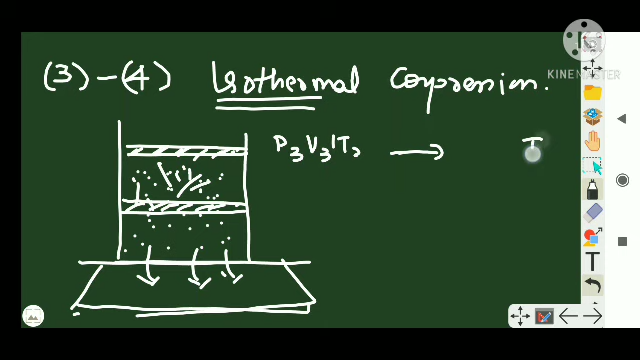 KINEMASTER
(3)-(4) Isothermal Compression.
P3 V3 T2 → T
T